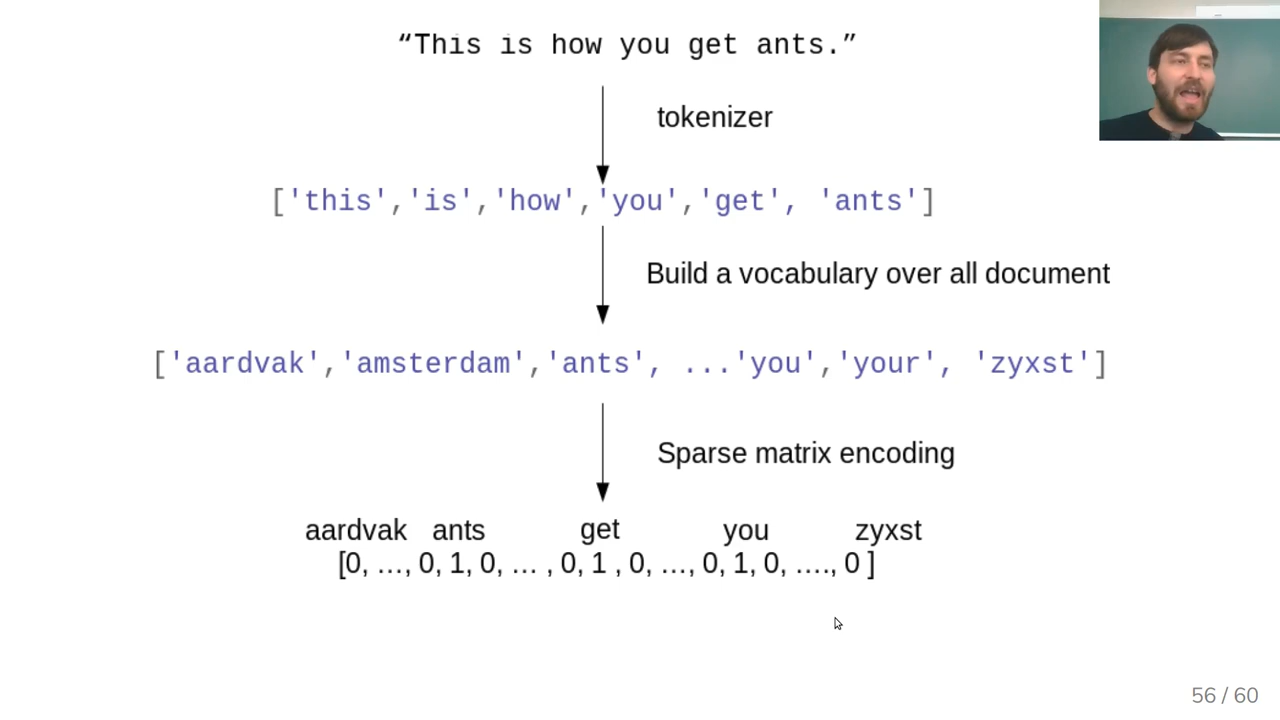 “This is how you get ants.”
tokenizer
['this','is','how','you','get', 'ants']
Build a vocabulary over all document
['aardvak','amsterdam','ants', ...'you','your', 'zyxst']
Sparse matrix encoding
aardvak ants get you zyxst
[0, …, 0, 1, 0, … , 0, 1 , 0, …, 0, 1, 0, …., 0 ]
56 / 60